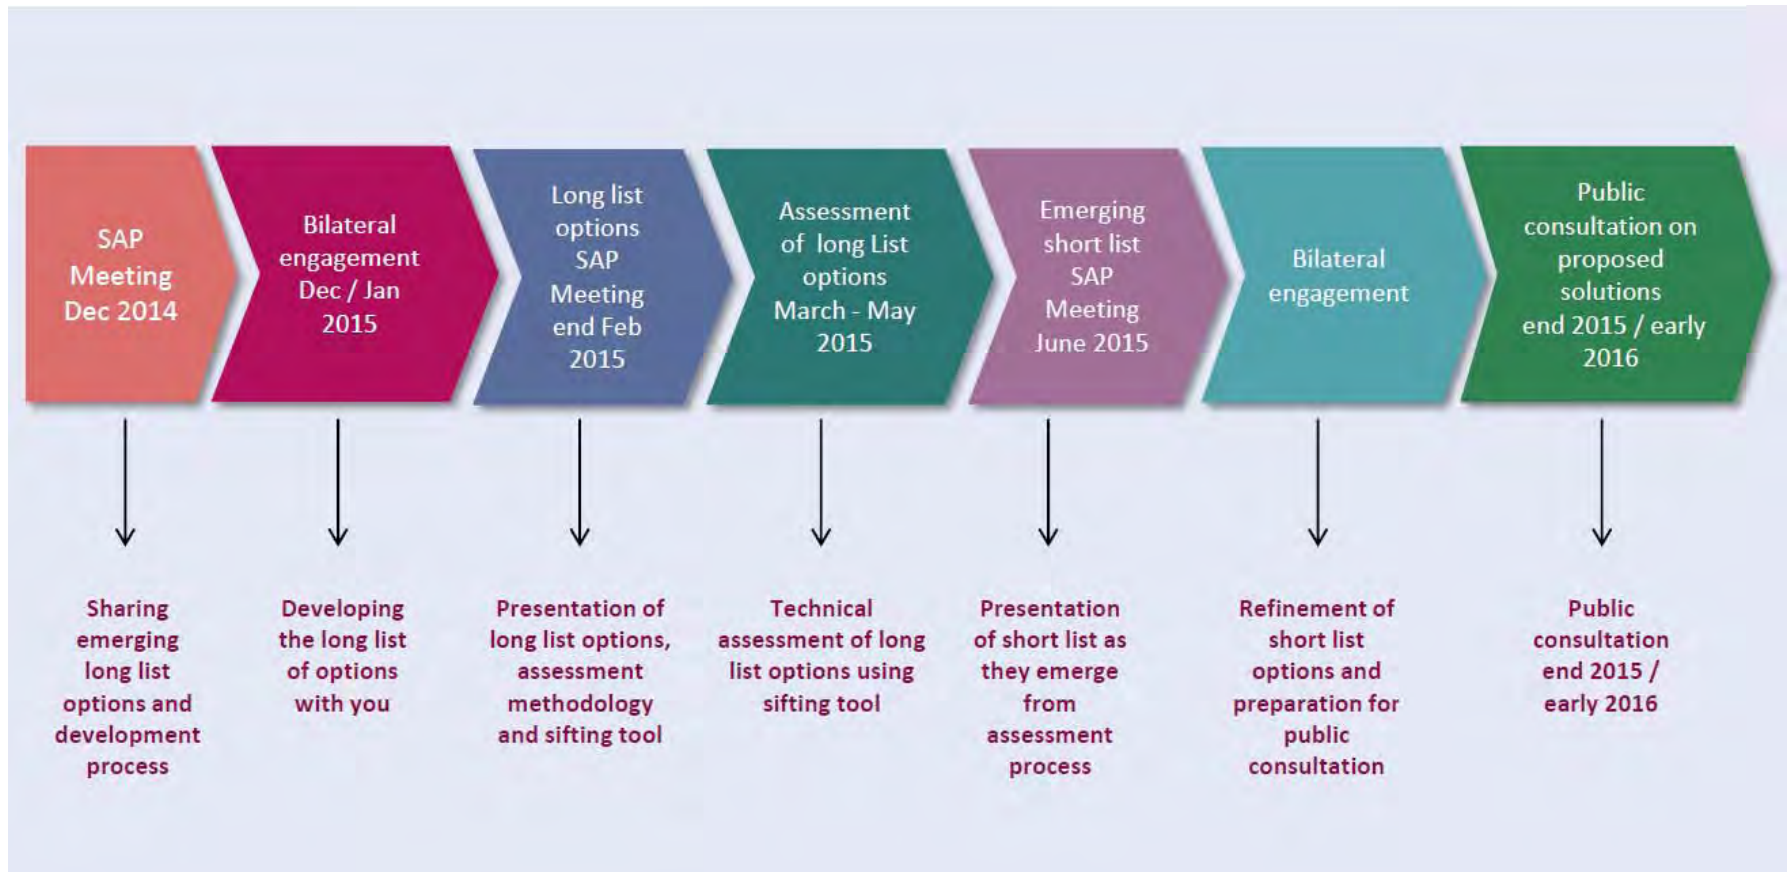 SAP
Meeting
Dec 2014
Bilateral
engagement
Dec / Jan
2015
Long list
options
SAP
Meeting
end Feb
2015
Assessment
of long List
options
March - May
2015
Emerging
short list
SAP
Meeting
June 2015
Bilateral
engagement
Public
consultation on
proposed
solutions
end 2015 / early
2016
Sharing
emerging
long list
options and
development
process
Developing
the long list
of options
with you
Presentation of
long list options,
assessment
methodology
and sifting tool
Technical
assessment of long
list options using
sifting tool
Presentation
of short list as
they emerge
from
assessment
process
Refinement of
short list
options and
preparation for
public
consultation
Public
consultation
end 2015 /
early 2016